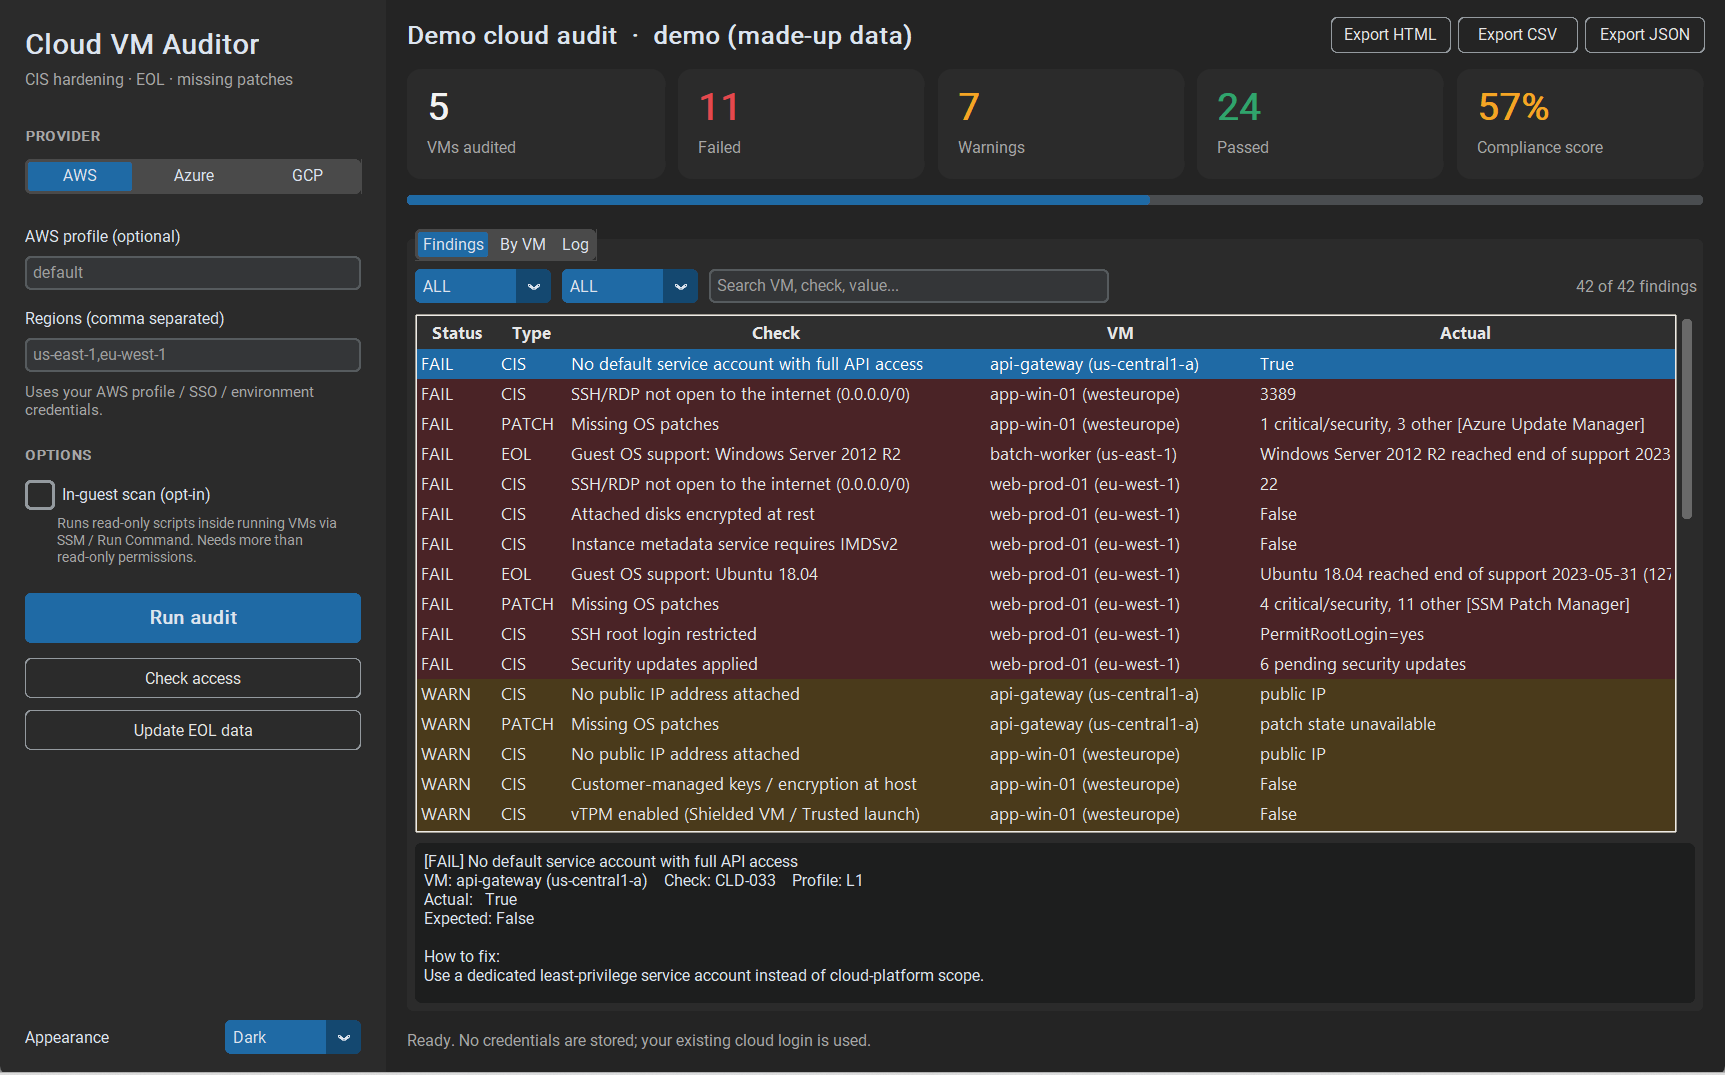 Cloud VM Auditor
CIS hardening · EOL · missing patches
PROVIDER
AWS Azure GCP
AWS profile (optional)
default
Regions (comma separated)
us-east-1,eu-west-1
Uses your AWS profile / SSO / environment
credentials.
OPTIONS
In-guest scan (opt-in)
Runs read-only scripts inside running VMs via
SSM / Run Command. Needs more than
read-only permissions.
Run audit
Check access
Update EOL data
Appearance Dark
Demo cloud audit · demo (made-up data)
Export HTML Export CSV Export JSON
5 11 7 24 57%
VMs audited Failed Warnings Passed Compliance score
Findings By VM Log
ALL ALL Search VM, check, value... 42 of 42 findings
Status Type Check VM Actual
FAIL CIS No default service account with full API access api-gateway (us-central1-a) True
FAIL CIS SSH/RDP not open to the internet (0.0.0.0/0) app-win-01 (westeurope) 3389
FAIL PATCH Missing OS patches app-win-01 (westeurope) 1 critical/security, 3 other [Azure Update Manager]
FAIL EOL Guest OS support: Windows Server 2012 R2 batch-worker (us-east-1) Windows Server 2012 R2 reached end of support 2023
FAIL CIS SSH/RDP not open to the internet (0.0.0.0/0) web-prod-01 (eu-west-1) 22
FAIL CIS Attached disks encrypted at rest web-prod-01 (eu-west-1) False
FAIL CIS Instance metadata service requires IMDSv2 web-prod-01 (eu-west-1) False
FAIL EOL Guest OS support: Ubuntu 18.04 web-prod-01 (eu-west-1) Ubuntu 18.04 reached end of support 2023-05-31 (127
FAIL PATCH Missing OS patches web-prod-01 (eu-west-1) 4 critical/security, 11 other [SSM Patch Manager]
FAIL CIS SSH root login restricted web-prod-01 (eu-west-1) PermitRootLogin=yes
FAIL CIS Security updates applied web-prod-01 (eu-west-1) 6 pending security updates
WARN CIS No public IP address attached api-gateway (us-central1-a) public IP
WARN PATCH Missing OS patches api-gateway (us-central1-a) patch state unavailable
WARN CIS No public IP address attached app-win-01 (westeurope) public IP
WARN CIS Customer-managed keys / encryption at host app-win-01 (westeurope) False
WARN CIS vTPM enabled (Shielded VM / Trusted launch) app-win-01 (westeurope) False
[FAIL] No default service account with full API access
VM: api-gateway (us-central1-a) Check: CLD-033 Profile: L1
Actual: True
Expected: False
How to fix:
Use a dedicated least-privilege service account instead of cloud-platform scope.
Ready. No credentials are stored; your existing cloud login is used.